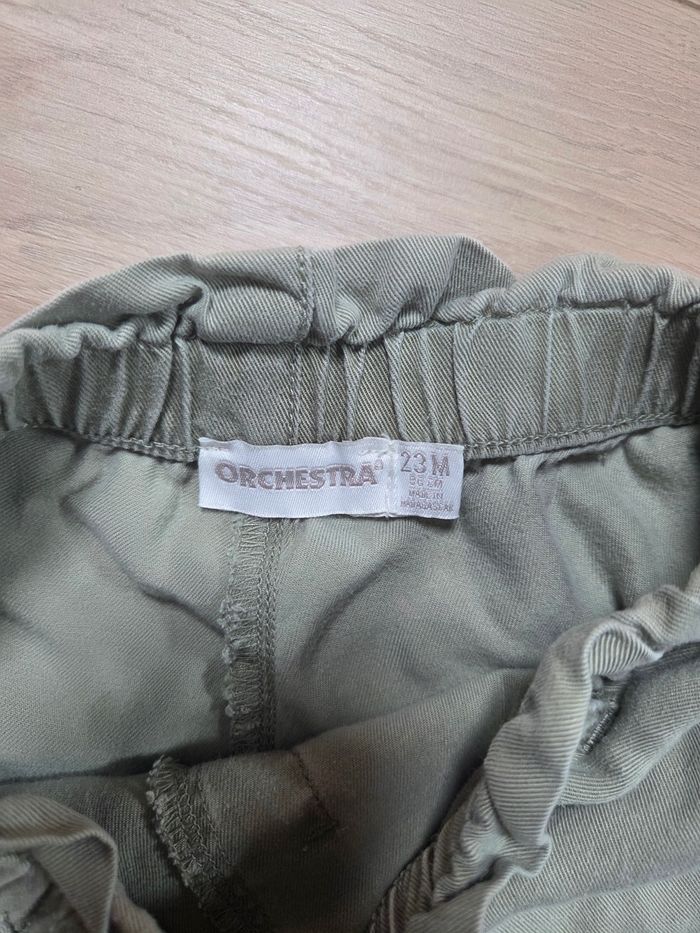 ORCHESTRA
23 M
86 CM
MADE IN
MADAGASCAR